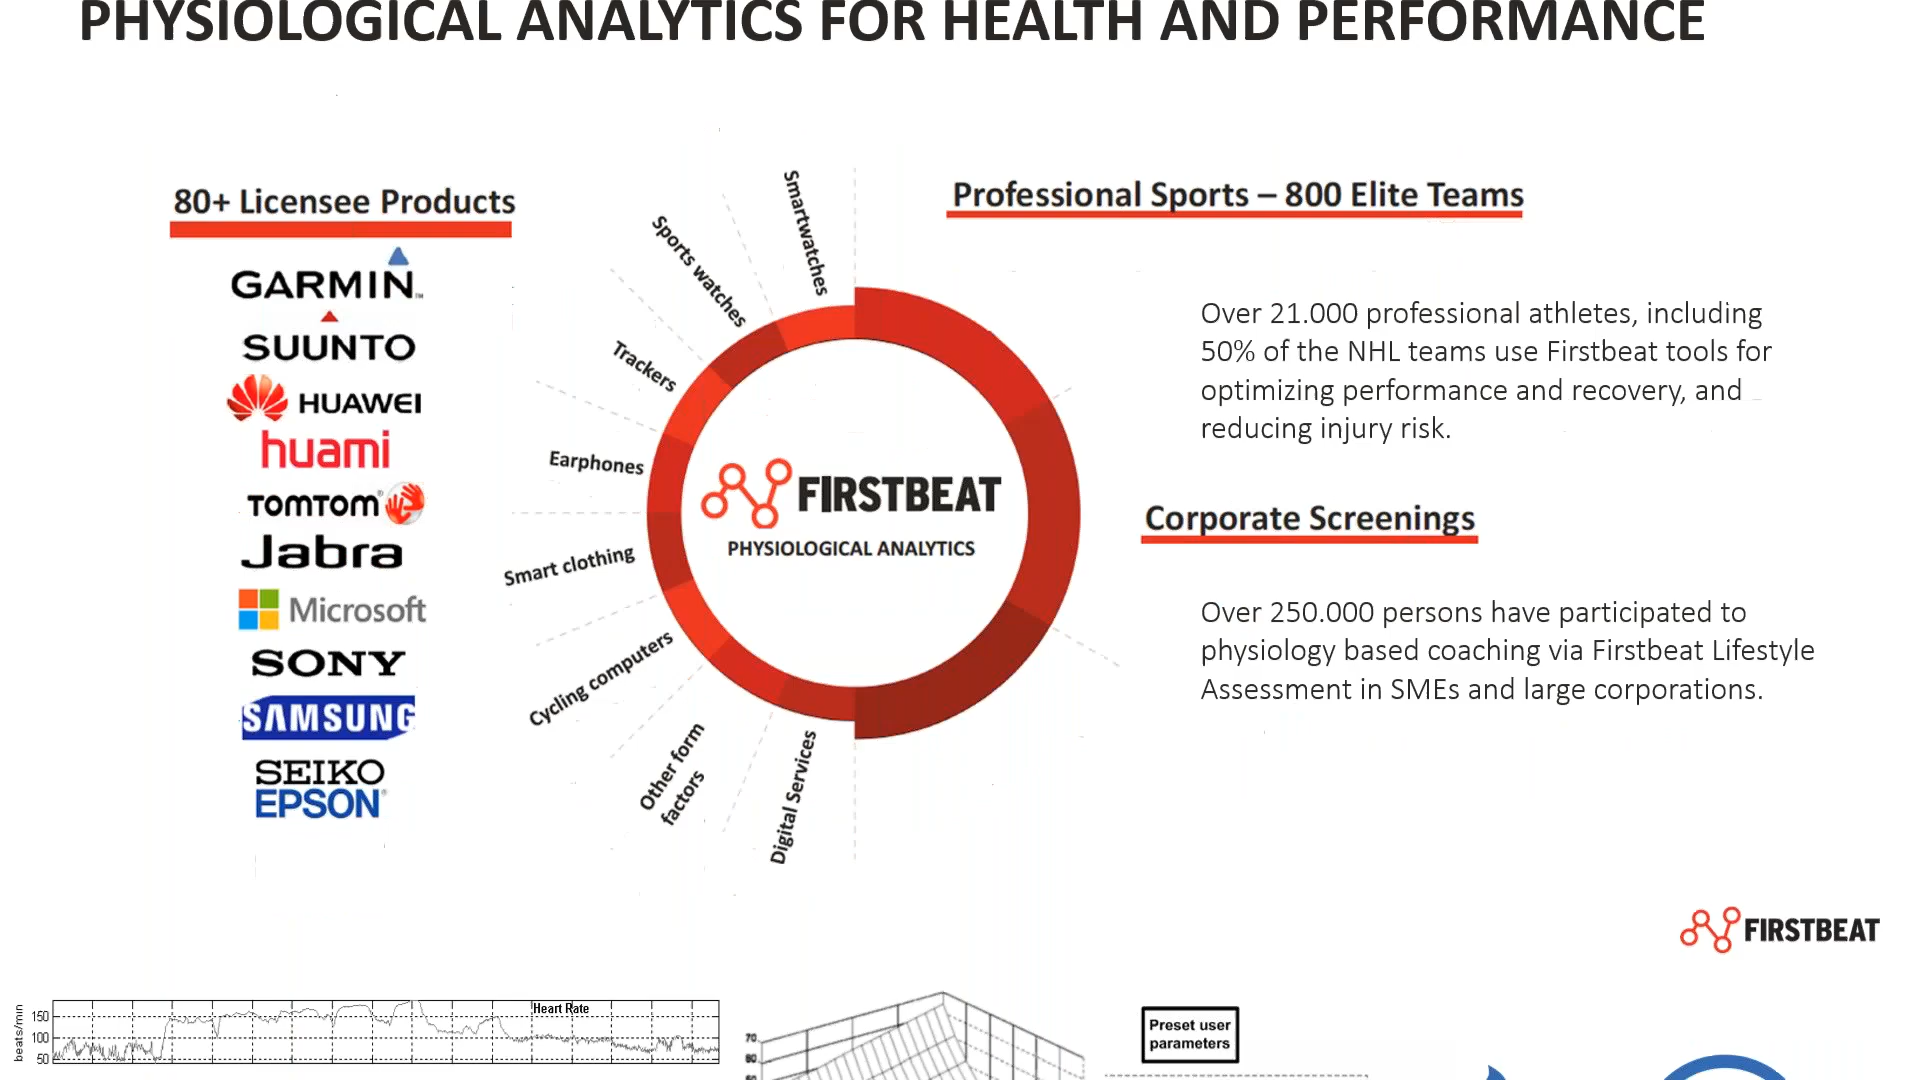 PHYSIOLOGICAL ANALYTICS FOR HEALTH AND PERFORMANCE
80+ Licensee Products
GARMIN™
SUUNTO
HUAWEI
huami
TOMTOM®
Jabra
Microsoft
SONY
SAMSUNG
SEIKO
EPSON®
Smartwatches
Sports watches
Trackers
Earphones
Smart clothing
Cycling computers
Other form
factors
Digital Services
FIRSTBEAT
PHYSIOLOGICAL ANALYTICS
Professional Sports – 800 Elite Teams
Over 21.000 professional athletes, including
50% of the NHL teams use Firstbeat tools for
optimizing performance and recovery, and
reducing injury risk.
Corporate Screenings
Over 250.000 persons have participated to
physiology based coaching via Firstbeat Lifestyle
Assessment in SMEs and large corporations.
FIRSTBEAT
Heart Rate
beats/min
150
100
50
70
Preset user
parameters